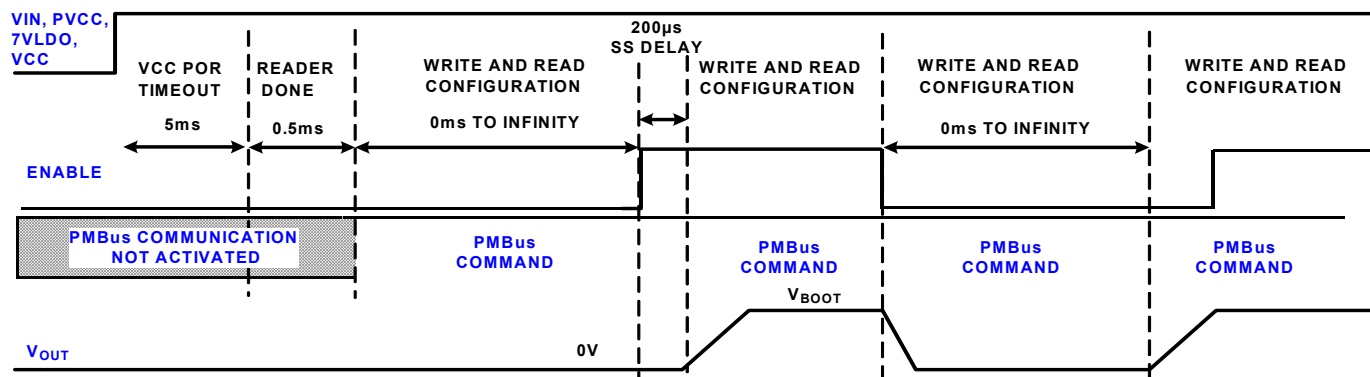 VIN, PVCC,
7VLDO,
VCC
VCC POR
TIMEOUT
5ms
READER
DONE
0.5ms
WRITE AND READ
CONFIGURATION
0ms TO INFINITY
200µs
SS DELAY
WRITE AND READ
CONFIGURATION
WRITE AND READ
CONFIGURATION
0ms TO INFINITY
WRITE AND READ
CONFIGURATION
ENABLE
PMBus COMMUNICATION
NOT ACTIVATED
PMBus
COMMAND
PMBus
COMMAND
PMBus
COMMAND
PMBus
COMMAND
VBOOT
VOUT
0V